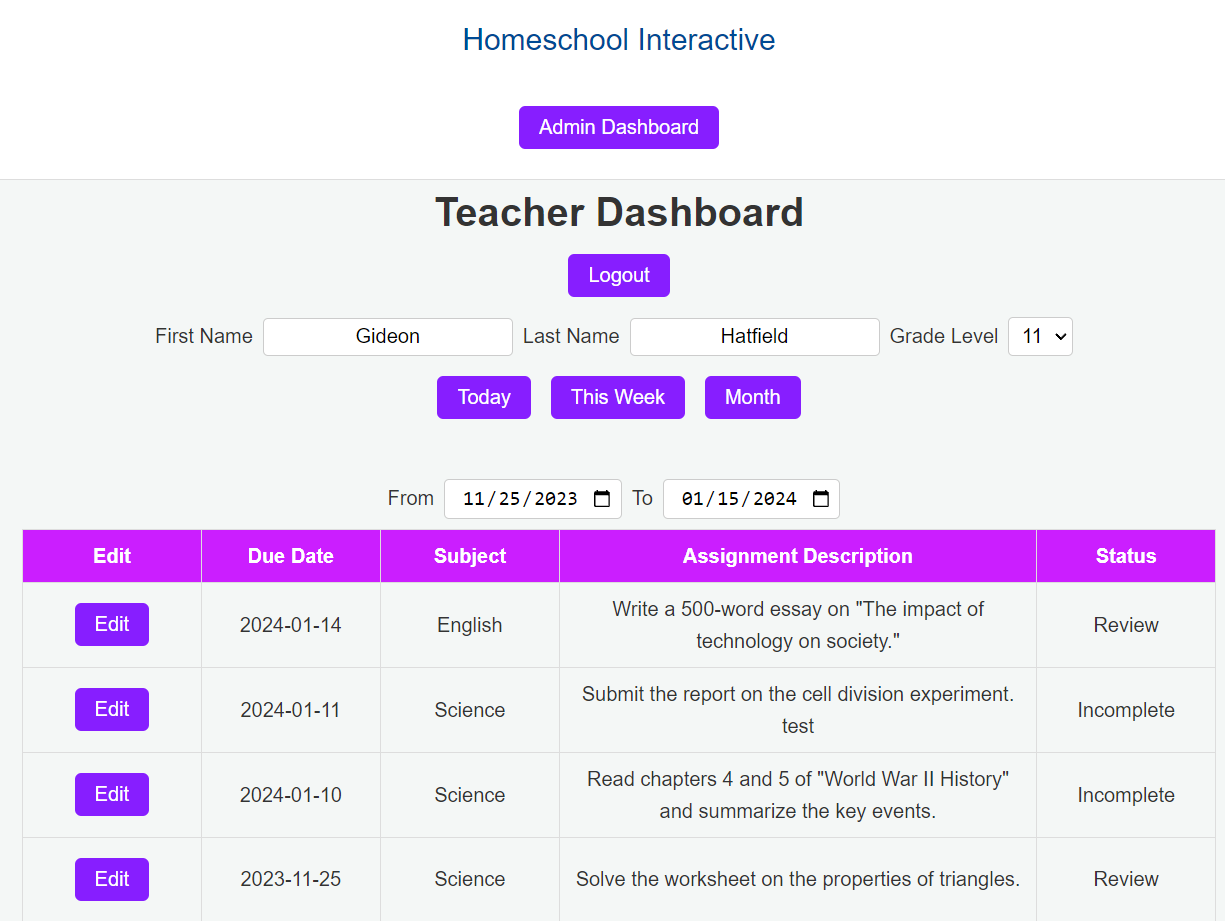 Homeschool Interactive
Admin Dashboard
Teacher Dashboard
Logout
First Name Gideon Last Name Hatfield Grade Level 11
Today This Week Month
From 11/25/2023 To 01/15/2024
Edit Due Date Subject Assignment Description Status
Edit 2024-01-14 English Write a 500-word essay on "The impact of
technology on society." Review
Edit 2024-01-11 Science Submit the report on the cell division experiment.
test Incomplete
Edit 2024-01-10 Science Read chapters 4 and 5 of "World War II History"
and summarize the key events. Incomplete
Edit 2023-11-25 Science Solve the worksheet on the properties of triangles. Review